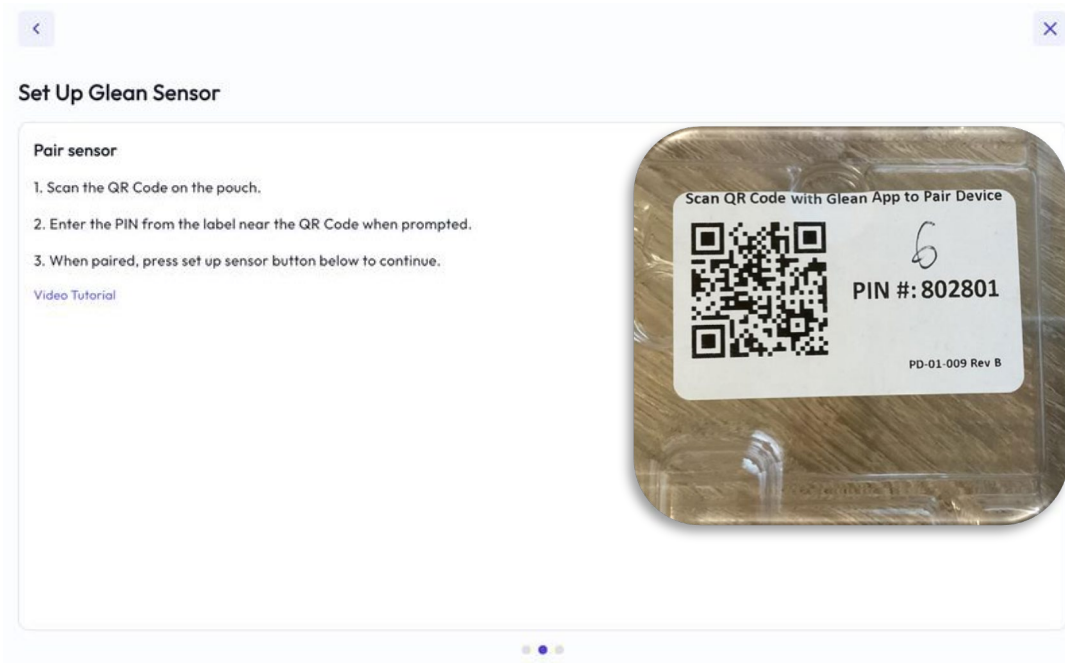 Set Up Glean Sensor
Pair sensor
1. Scan the QR Code on the pouch.
2. Enter the PIN from the label near the QR Code when prompted.
3. When paired, press set up sensor button below to continue.
Video Tutorial
Scan QR Code with Glean App to Pair Device
6
PIN #: 802801
PD-01-009 Rev B